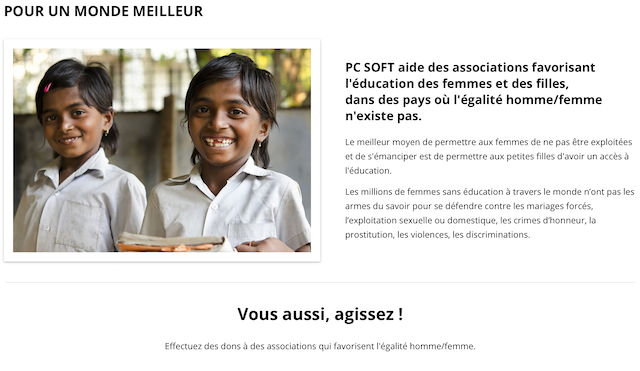 POUR UN MONDE MEILLEUR
PC SOFT aide des associations favorisant
l'éducation des femmes et des filles,
dans des pays où l'égalité homme/femme
n'existe pas.
Le meilleur moyen de permettre aux femmes de ne pas être exploitées
et de s'émanciper est de permettre aux petites filles d'avoir un accès à
l'éducation.
Les millions de femmes sans éducation à travers le monde n’ont pas les
armes du savoir pour se défendre contre les mariages forcés,
l’exploitation sexuelle ou domestique, les crimes d’honneur, la
prostitution, les violences, les discriminations.
Vous aussi, agissez !
Effectuez des dons à des associations qui favorisent l'égalité homme/femme.